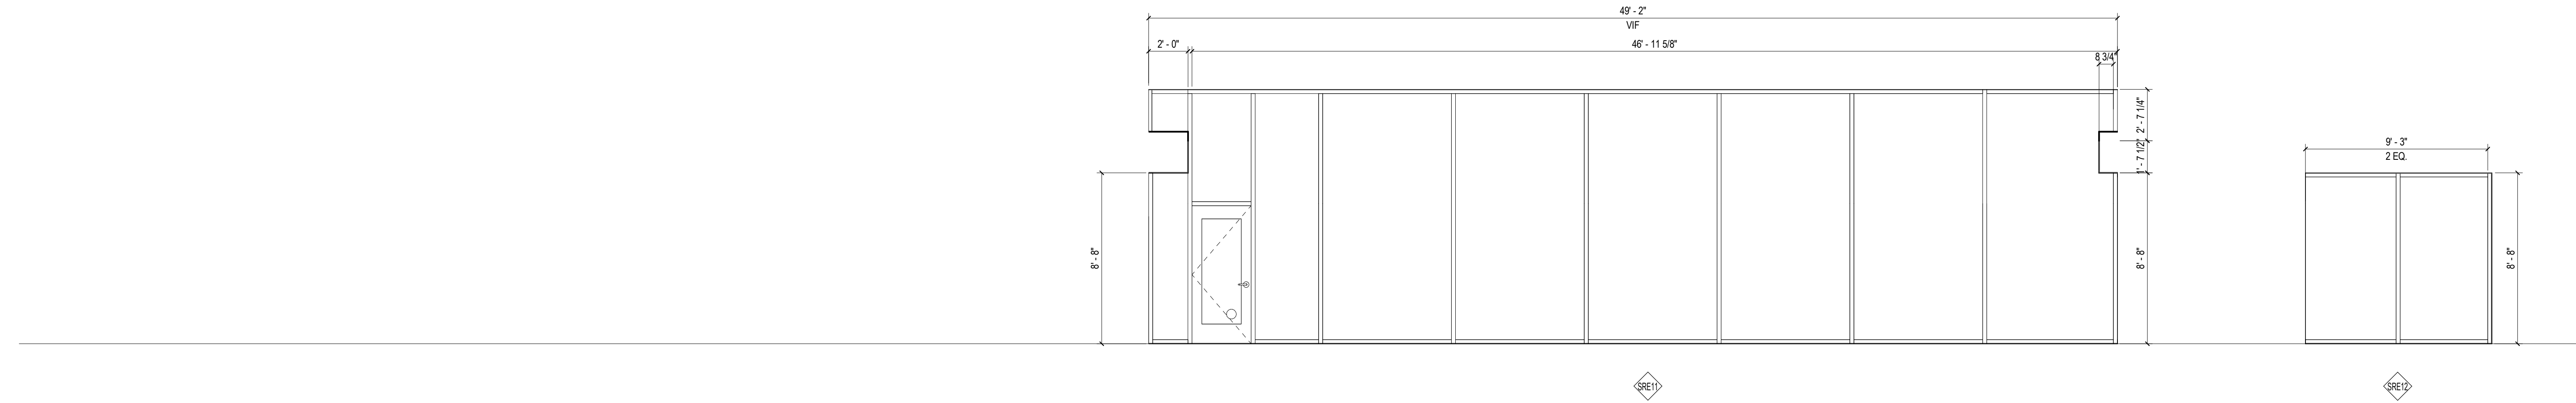 49' - 2"
VIF
2' - 0"
46' - 11 5/8"
8 3/4"
2' - 7 1/4"
1' - 7 1/2"
8' - 8"
8' - 8"
9' - 3"
2 EQ.
8' - 8"
SRE11
SRE12